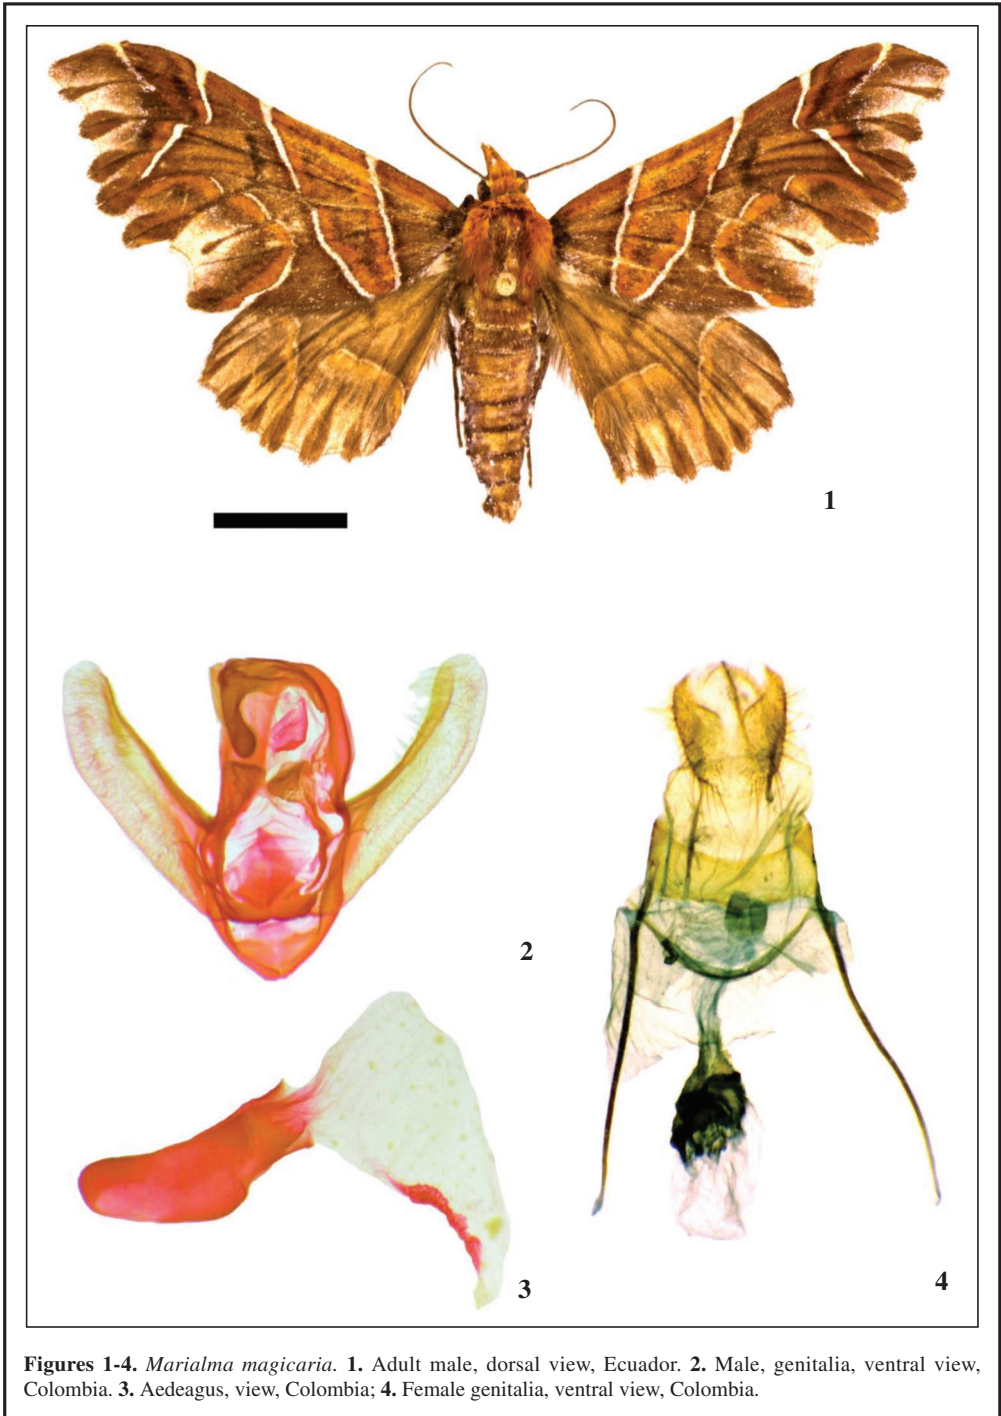 1
2
3
4
Figures 1-4. Marialma magicaria. 1. Adult male, dorsal view, Ecuador. 2. Male, genitalia, ventral view,
Colombia. 3. Aedeagus, view, Colombia; 4. Female genitalia, ventral view, Colombia.